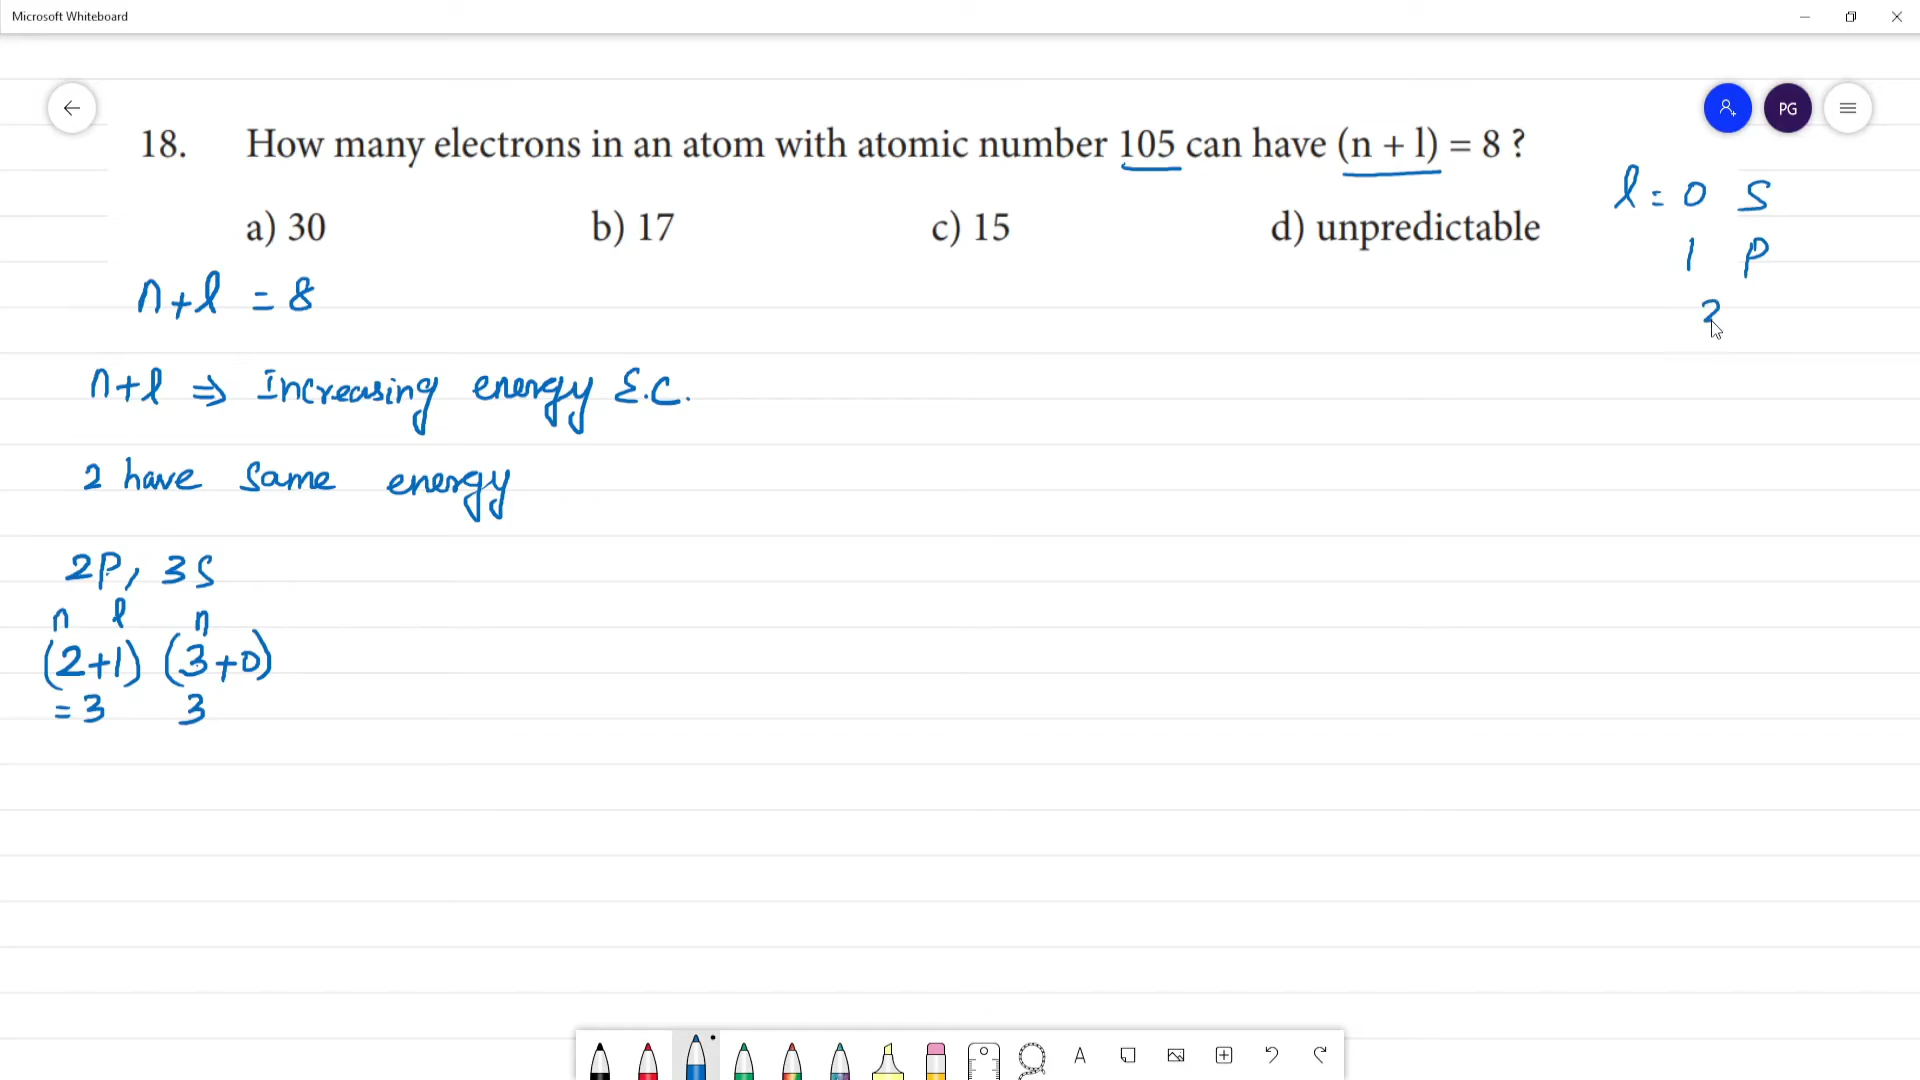 Microsoft Whiteboard
PG
18. How many electrons in an atom with atomic number 105 can have (n + l) = 8 ?
a) 30 b) 17 c) 15 d) unpredictable
l = 0 S
1 P
2
n+l = 8
n+l ⇒ Increasing energy E.C.
2 have same energy
2P, 3S
n l n
(2+1) (3+0)
= 3 3
A